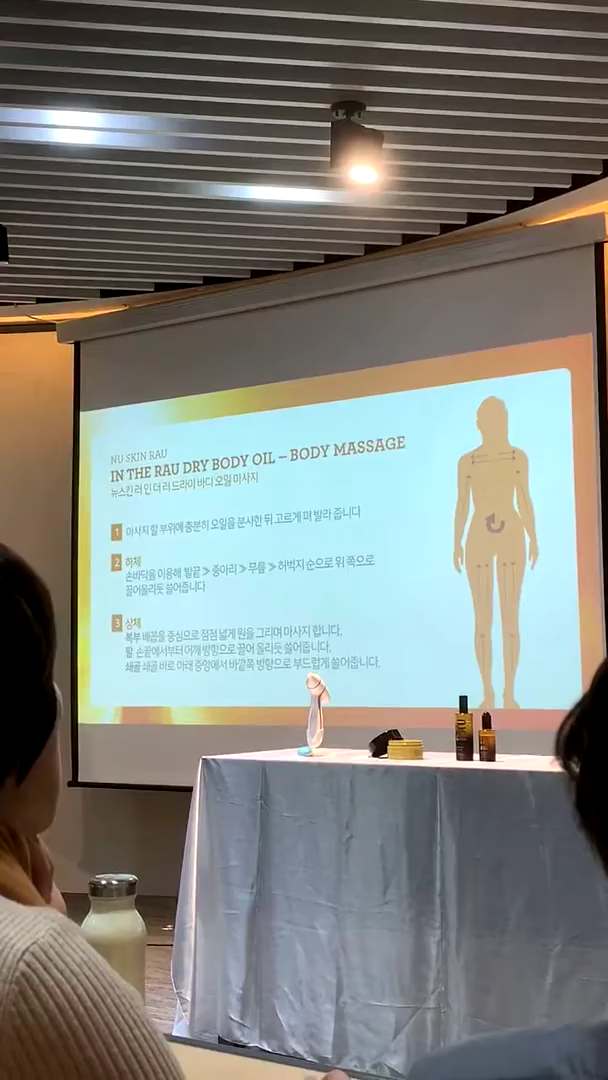 NU SKIN RAU
IN THE RAU DRY BODY OIL – BODY MASSAGE
뉴스킨 러 인 더 러 드라이 바디 오일 마사지
1 마사지 할 부위에 충분히 오일을 분사한 뒤 고르게 펴 발라 줍니다
2 하체
손바닥을 이용해 발끝 > 종아리 > 무릎 > 허벅지 순으로 위 쪽으로
끌어올리듯 쓸어줍니다
3 상체
복부 배꼽을 중심으로 점점 넓게 원을 그리며 마사지 합니다.
팔 손끝에서부터 어깨 방향으로 끌어 올리듯 쓸어줍니다.
쇄골 쇄골 바로 아래 중앙에서 바깥쪽 방향으로 부드럽게 쓸어줍니다.